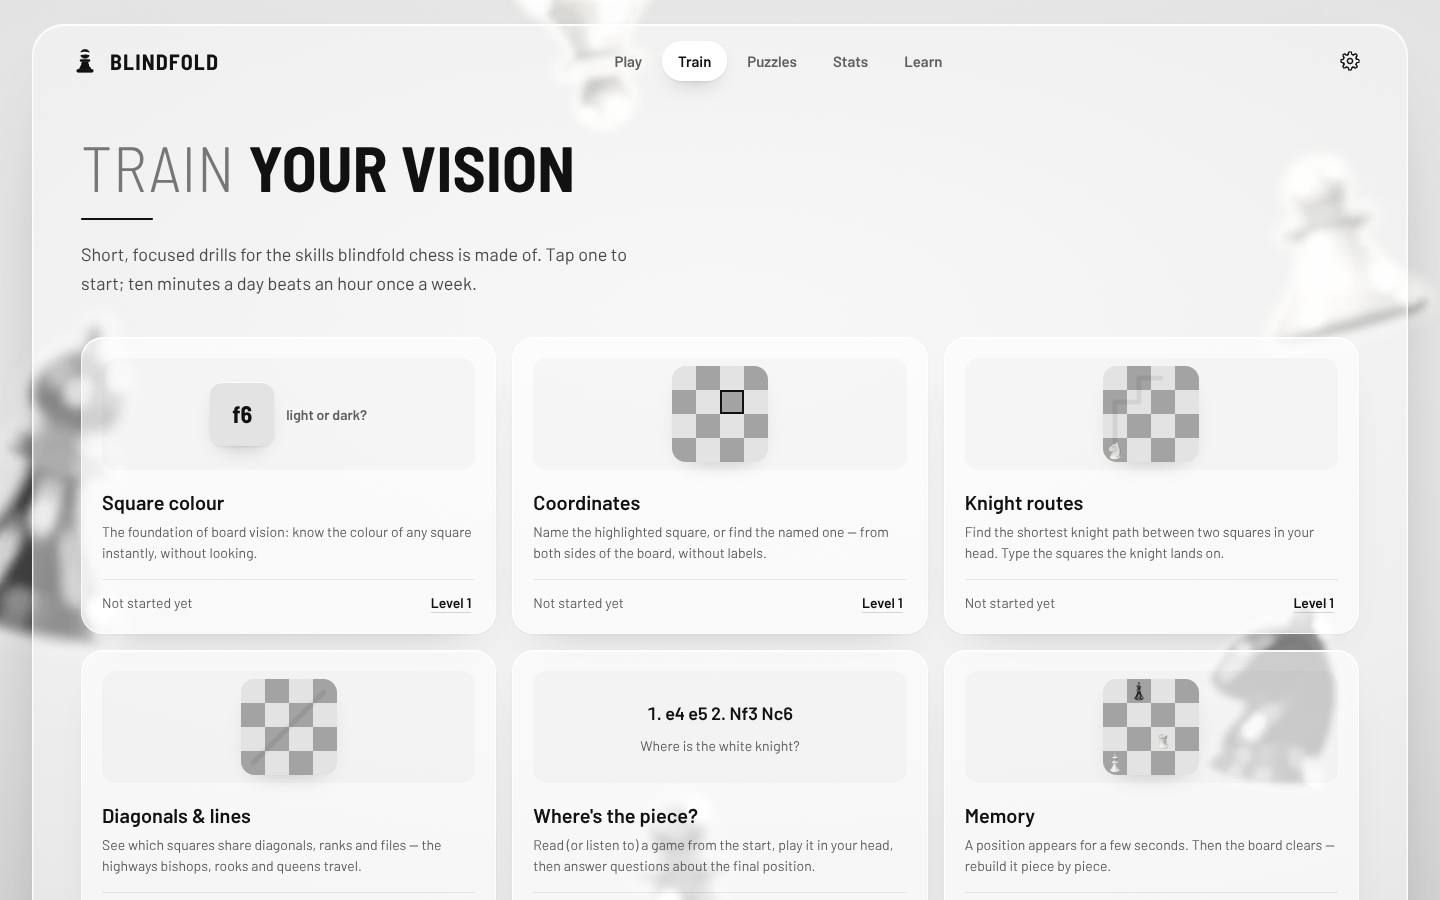 BLINDFOLD
Play Train Puzzles Stats Learn
TRAIN YOUR VISION
Short, focused drills for the skills blindfold chess is made of. Tap one to
start; ten minutes a day beats an hour once a week.
f6 light or dark?
Square colour
The foundation of board vision: know the colour of any square
instantly, without looking.
Not started yet Level 1
Coordinates
Name the highlighted square, or find the named one — from
both sides of the board, without labels.
Not started yet Level 1
Knight routes
Find the shortest knight path between two squares in your
head. Type the squares the knight lands on.
Not started yet Level 1
Diagonals & lines
See which squares share diagonals, ranks and files — the
highways bishops, rooks and queens travel.
1. e4 e5 2. Nf3 Nc6
Where is the white knight?
Where's the piece?
Read (or listen to) a game from the start, play it in your head,
then answer questions about the final position.
Memory
A position appears for a few seconds. Then the board clears —
rebuild it piece by piece.